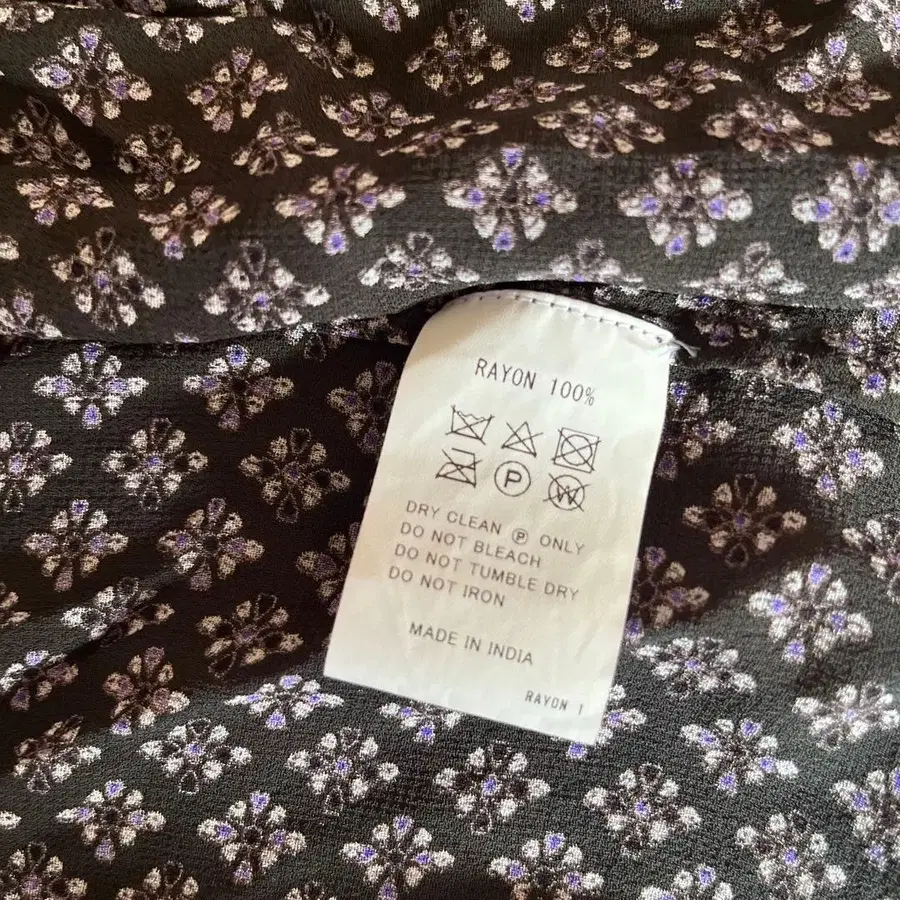 RAYON 100%
P W
DRY CLEAN Ⓟ ONLY
DO NOT BLEACH
DO NOT TUMBLE DRY
DO NOT IRON
MADE IN INDIA
RAYON 1